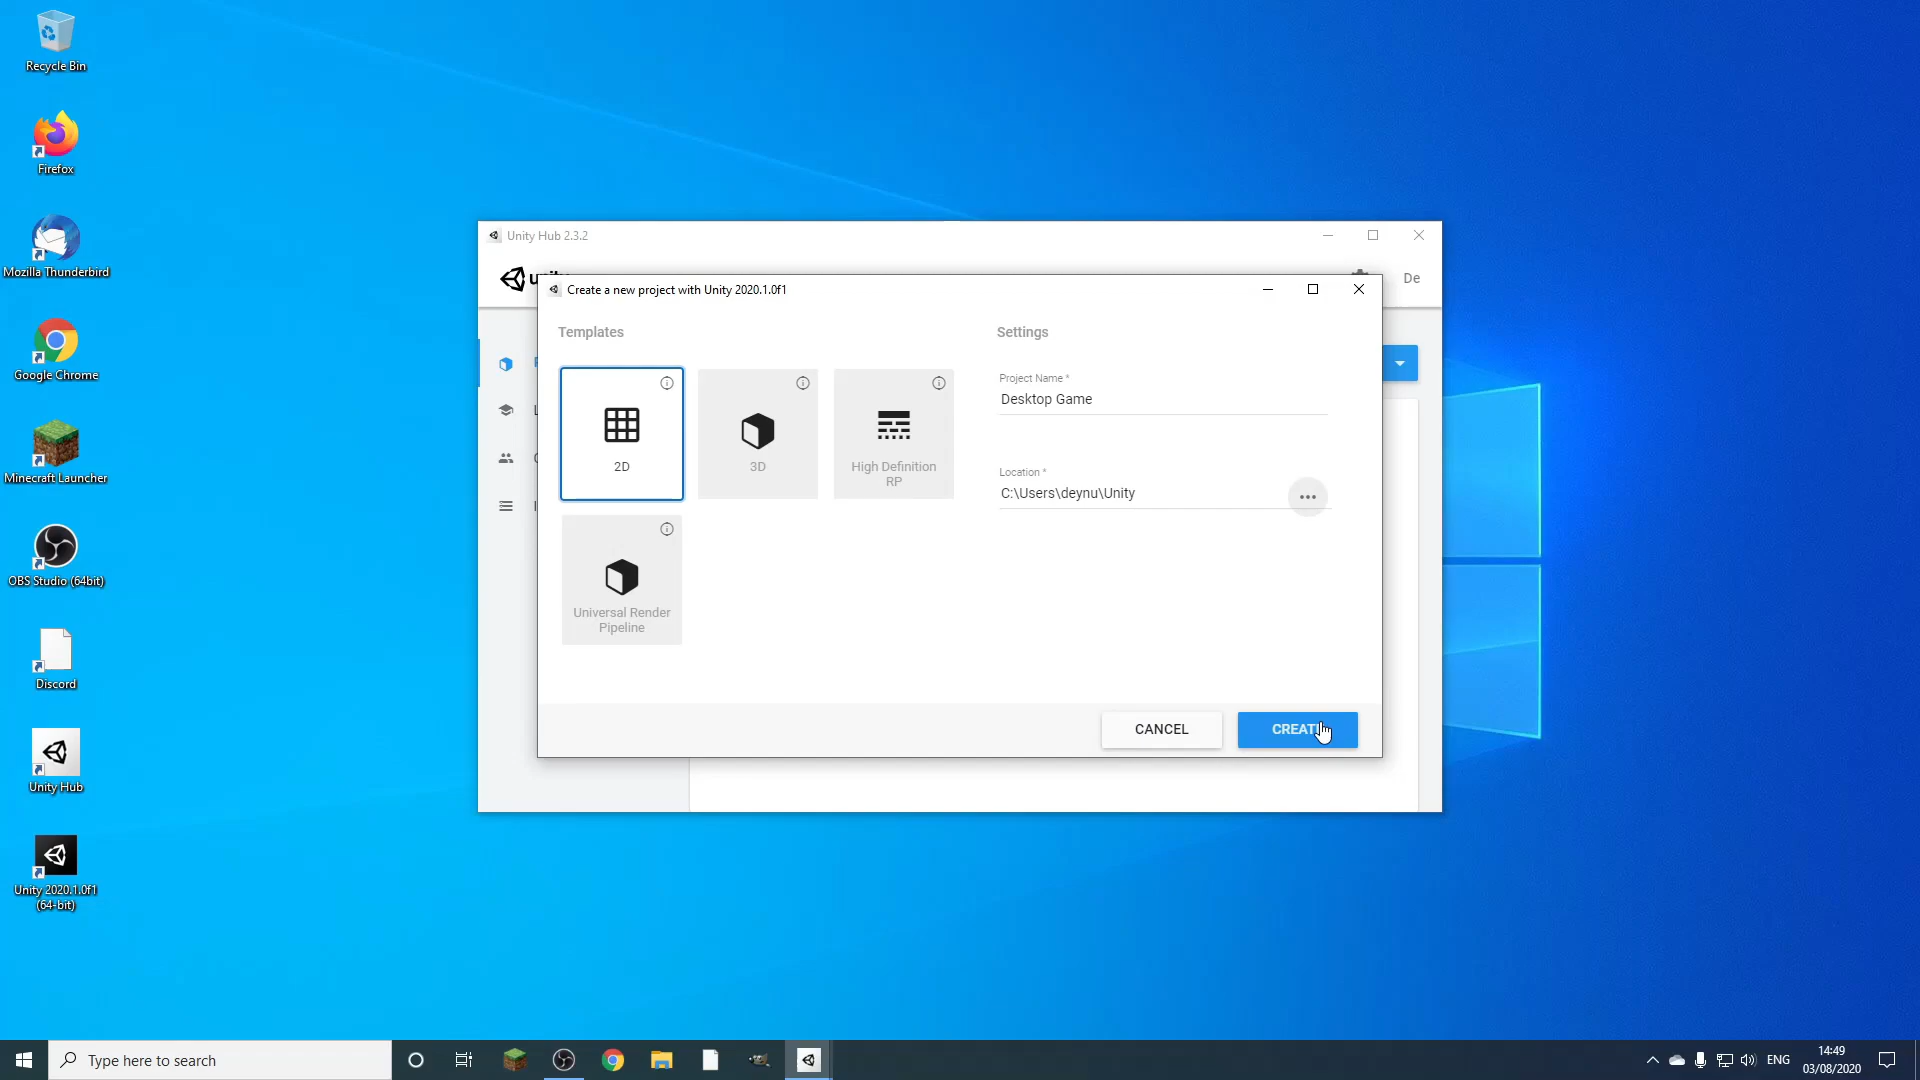 Recycle Bin
Firefox
Mozilla Thunderbird
Google Chrome
Minecraft Launcher
OBS Studio (64bit)
Discord
Unity Hub
Unity 2020.1.0f1
(64-bit)
Unity Hub 2.3.2
De
Create a new project with Unity 2020.1.0f1
Templates
2D
3D
High Definition
RP
Universal Render
Pipeline
Settings
Project Name *
Desktop Game
Location *
C:\Users\deynu\Unity
CANCEL
CREAT
Type here to search
ENG
14:49
03/08/2020